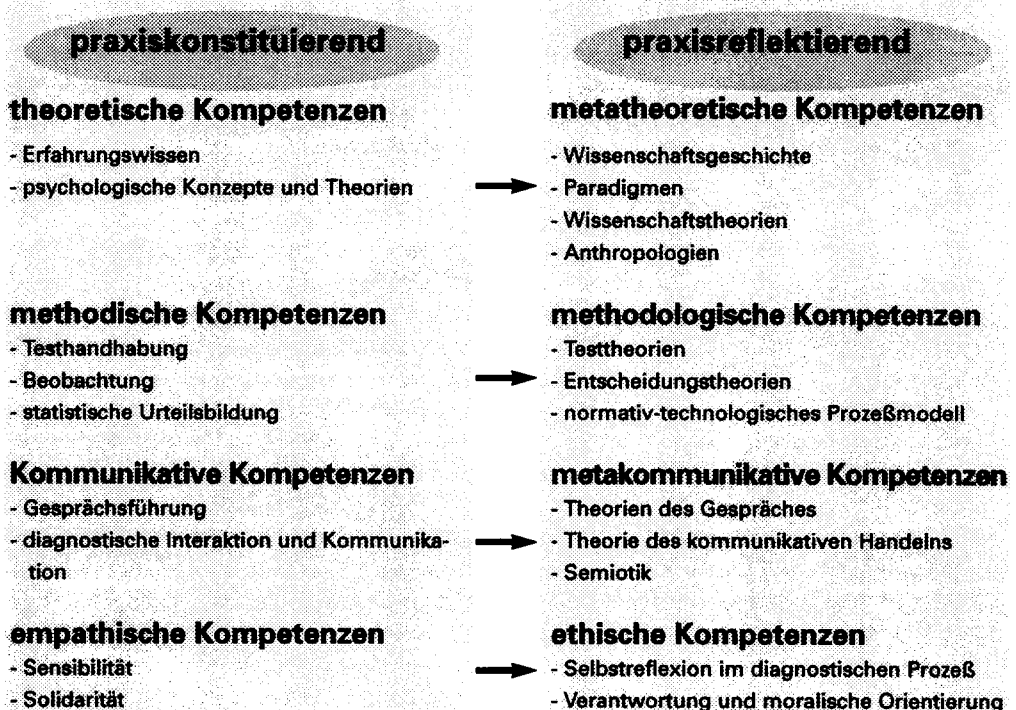 praxiskonstituierend
theoretische Kompetenzen
- Erfahrungswissen
- psychologische Konzepte und Theorien
methodische Kompetenzen
- Testhandhabung
- Beobachtung
- statistische Urteilsbildung
Kommunikative Kompetenzen
- Gesprächsführung
- diagnostische Interaktion und Kommunika-
tion
empathische Kompetenzen
- Sensibilität
- Solidarität
praxisreflektierend
metatheoretische Kompetenzen
- Wissenschaftsgeschichte
- Paradigmen
- Wissenschaftstheorien
- Anthropologien
methodologische Kompetenzen
- Testtheorien
- Entscheidungstheorien
- normativ-technologisches Prozeßmodell
metakommunikative Kompetenzen
- Theorien des Gespräches
- Theorie des kommunikativen Handelns
- Semiotik
ethische Kompetenzen
- Selbstreflexion im diagnostischen Prozeß
- Verantwortung und moralische Orientierung